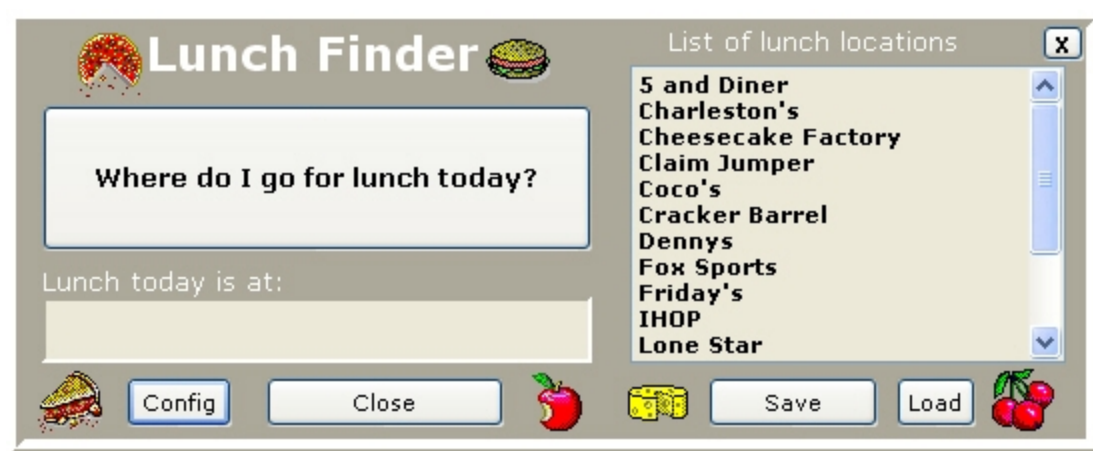 Lunch Finder
Where do I go for lunch today?
Lunch today is at:
Config
Close
List of lunch locations
x
5 and Diner
Charleston's
Cheesecake Factory
Claim Jumper
Coco's
Cracker Barrel
Dennys
Fox Sports
Friday's
IHOP
Lone Star
Save
Load